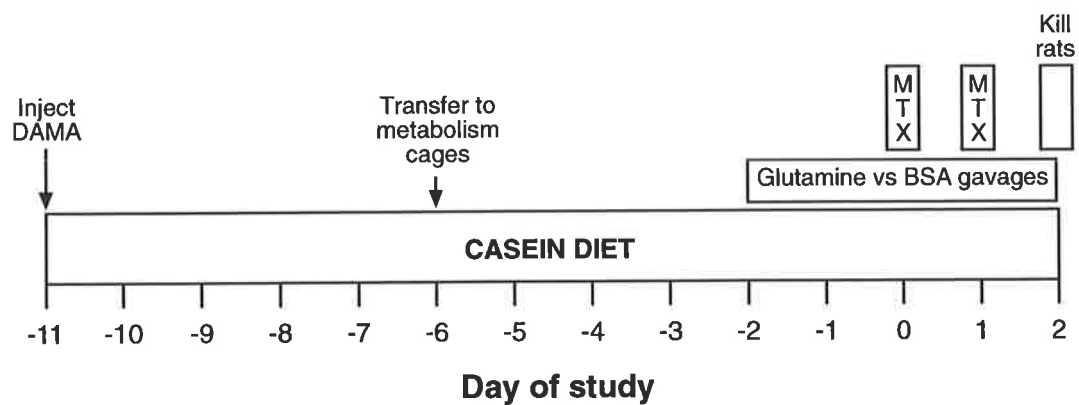 Kill
rats
M
T
X
M
T
X
Inject
DAMA
Transfer to
metabolism
cages
Glutamine vs BSA gavages
CASEIN DIET
-11 -10 -9 -8 -7 -6 -5 -4 -3 -2 -1 0 1 2
Day of study